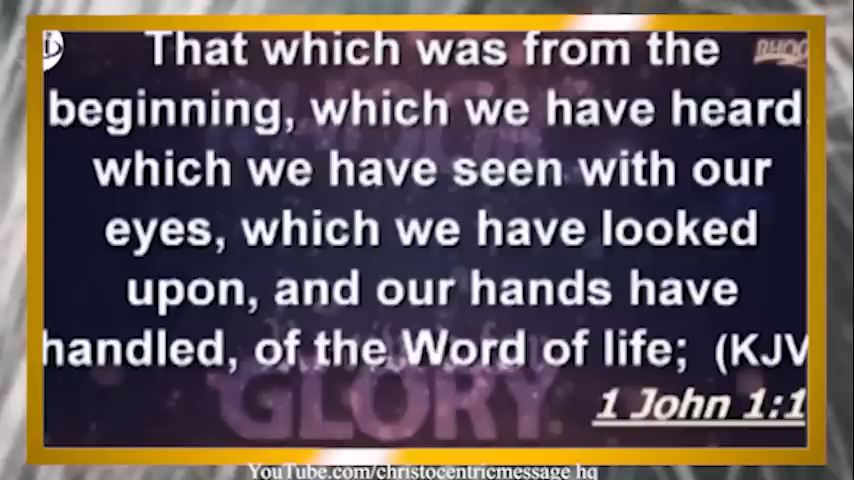 That which was from the
beginning, which we have heard
which we have seen with our
eyes, which we have looked
upon, and our hands have
handled, of the Word of life; (KJV
GLORY
1 John 1:1
YouTube.com/christocentricmessage hq